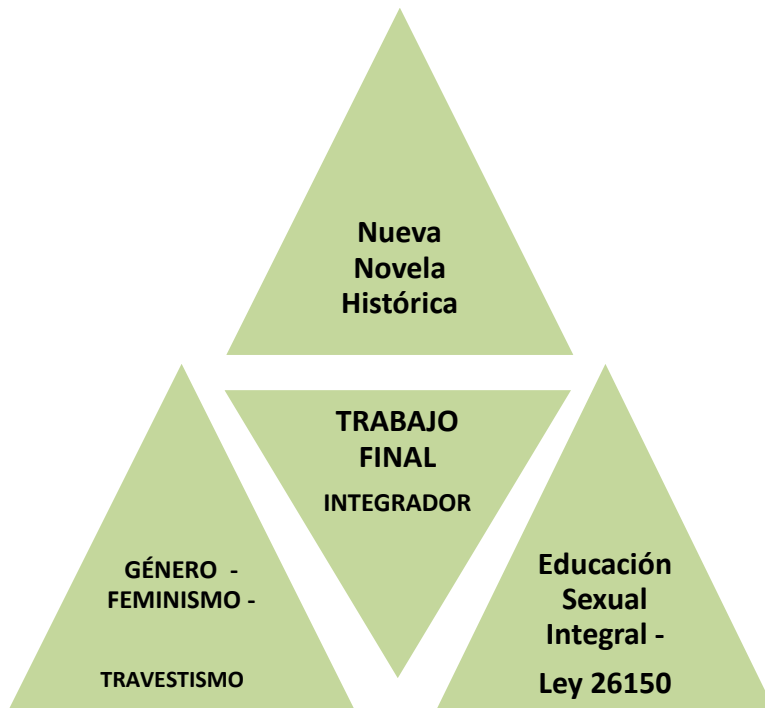 Nueva
Novela
Histórica
TRABAJO
FINAL
INTEGRADOR
GÉNERO -
FEMINISMO -
TRAVESTISMO
Educación
Sexual
Integral -
Ley 26150